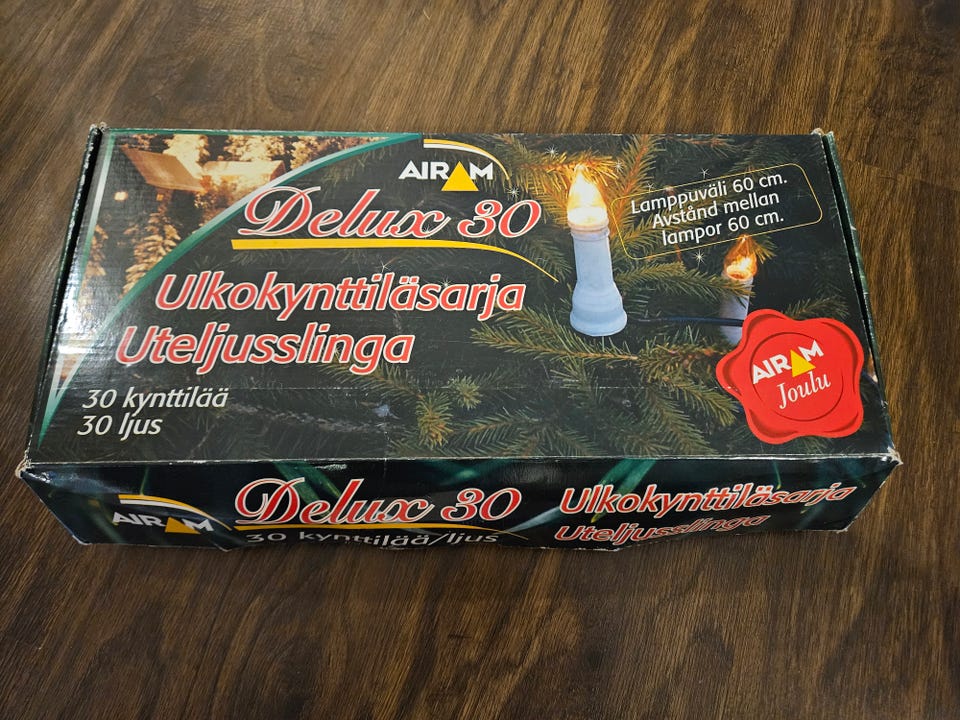 AIRAM
Delux 30
Lamppuväli 60 cm.
Avstånd mellan
lampor 60 cm.
Ulkokynttiläsarja
Uteljusslinga
30 kynttilää
30 ljus
AIRAM
Joulu
AIRAM
Delux 30
30 kynttilää/ljus
Ulkokynttiläsarja
Uteljusslinga